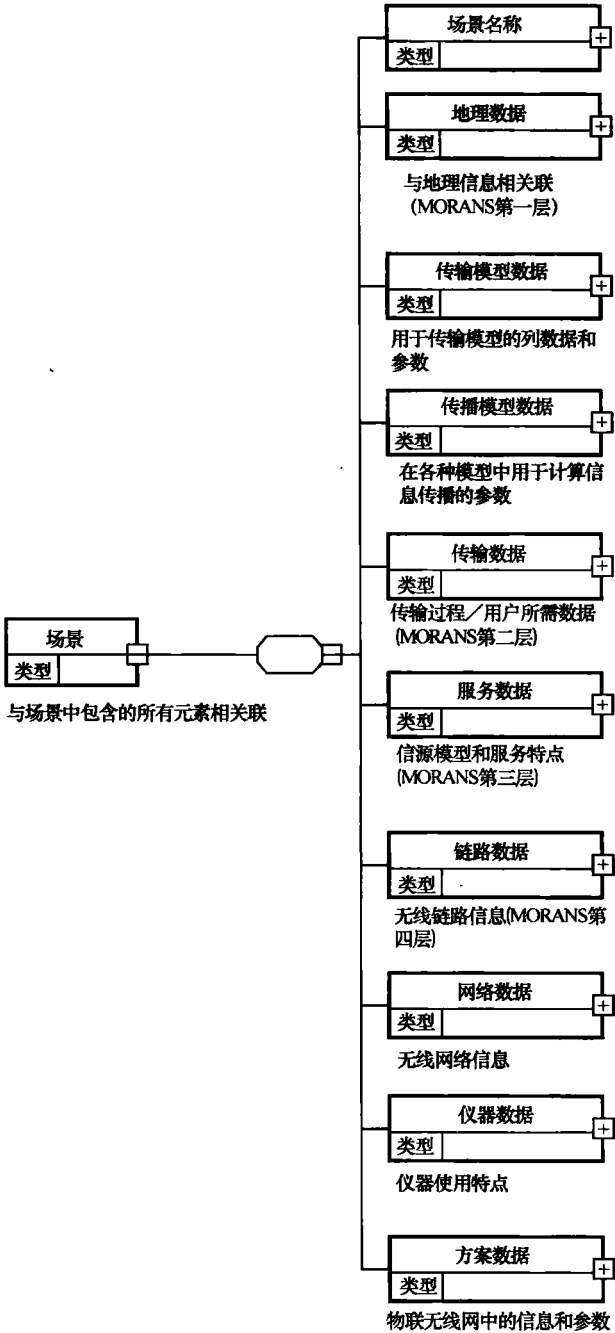 场景名称
类型
地理数据
类型
与地理信息相关联
(MORANS第一层)
传输模型数据
类型
用于传输模型的列数据和
参数
传播模型数据
类型
在各种模型中用于计算信
息传播的参数
传输数据
类型
传输过程／用户所需数据
(MORANS第二层)
场景
类型
与场景中包含的所有元素相关联
服务数据
类型
信源模型和服务特点
(MORANS第三层)
链路数据
类型
无线链路信息(MORANS第
四层)
网络数据
类型
无线网络信息
仪器数据
类型
仪器使用特点
方案数据
类型
物联无线网中的信息和参数